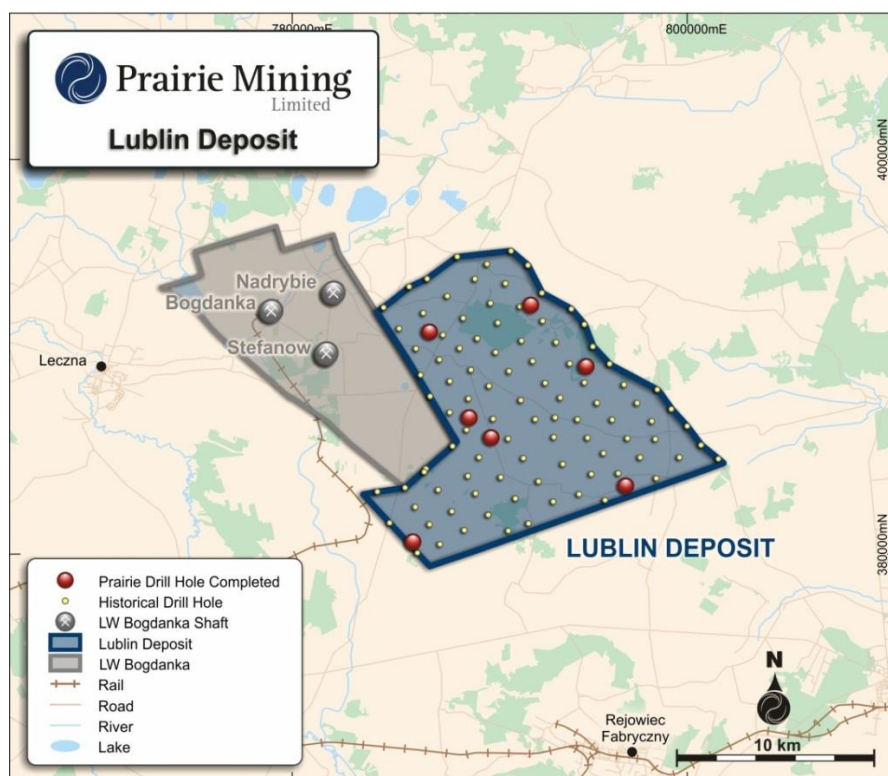 780000mE
800000mE
Prairie Mining
Limited
Lublin Deposit
400000mN
Nadrybie
Bogdanka
Stefanow
Leczna
LUBLIN DEPOSIT
380000mN
Prairie Drill Hole Completed
Historical Drill Hole
LW Bogdanka Shaft
Lublin Deposit
LW Bogdanka
Rail
Road
River
Lake
N
Rejowiec
Fabryczny
10 km